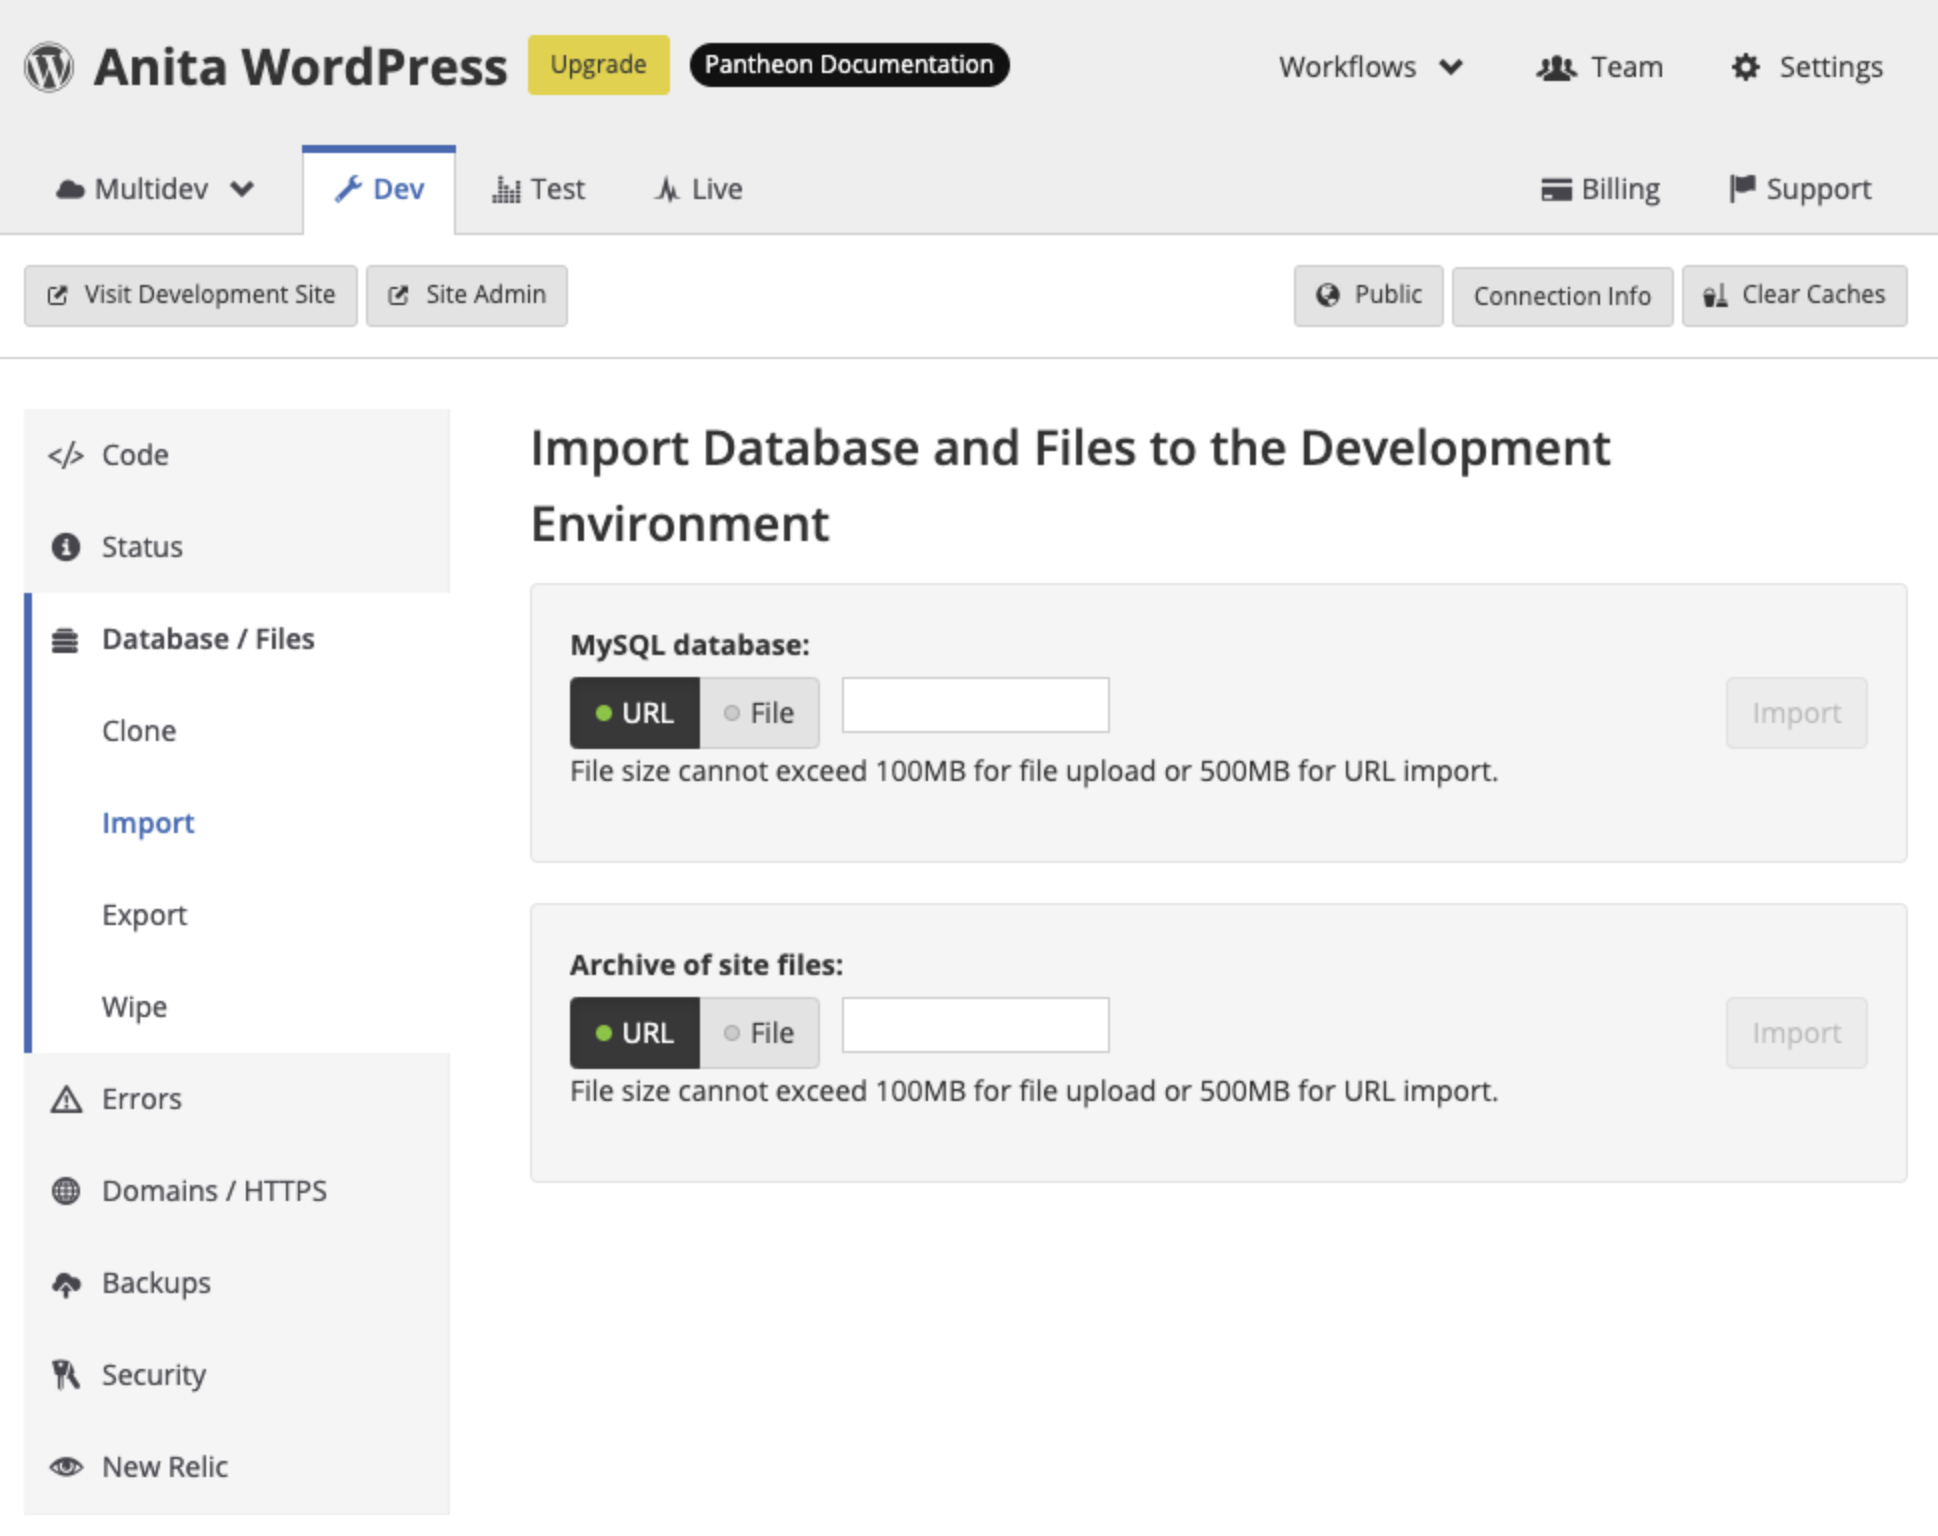 Anita WordPress Upgrade Pantheon Documentation Workflows Team Settings
Multidev Dev Test Live Billing Support
Visit Development Site Site Admin Public Connection Info Clear Caches
Code
Status
Database / Files
Clone
Import
Export
Wipe
Errors
Domains / HTTPS
Backups
Security
New Relic
Import Database and Files to the Development
Environment
MySQL database:
URL File Import
File size cannot exceed 100MB for file upload or 500MB for URL import.
Archive of site files:
URL File Import
File size cannot exceed 100MB for file upload or 500MB for URL import.